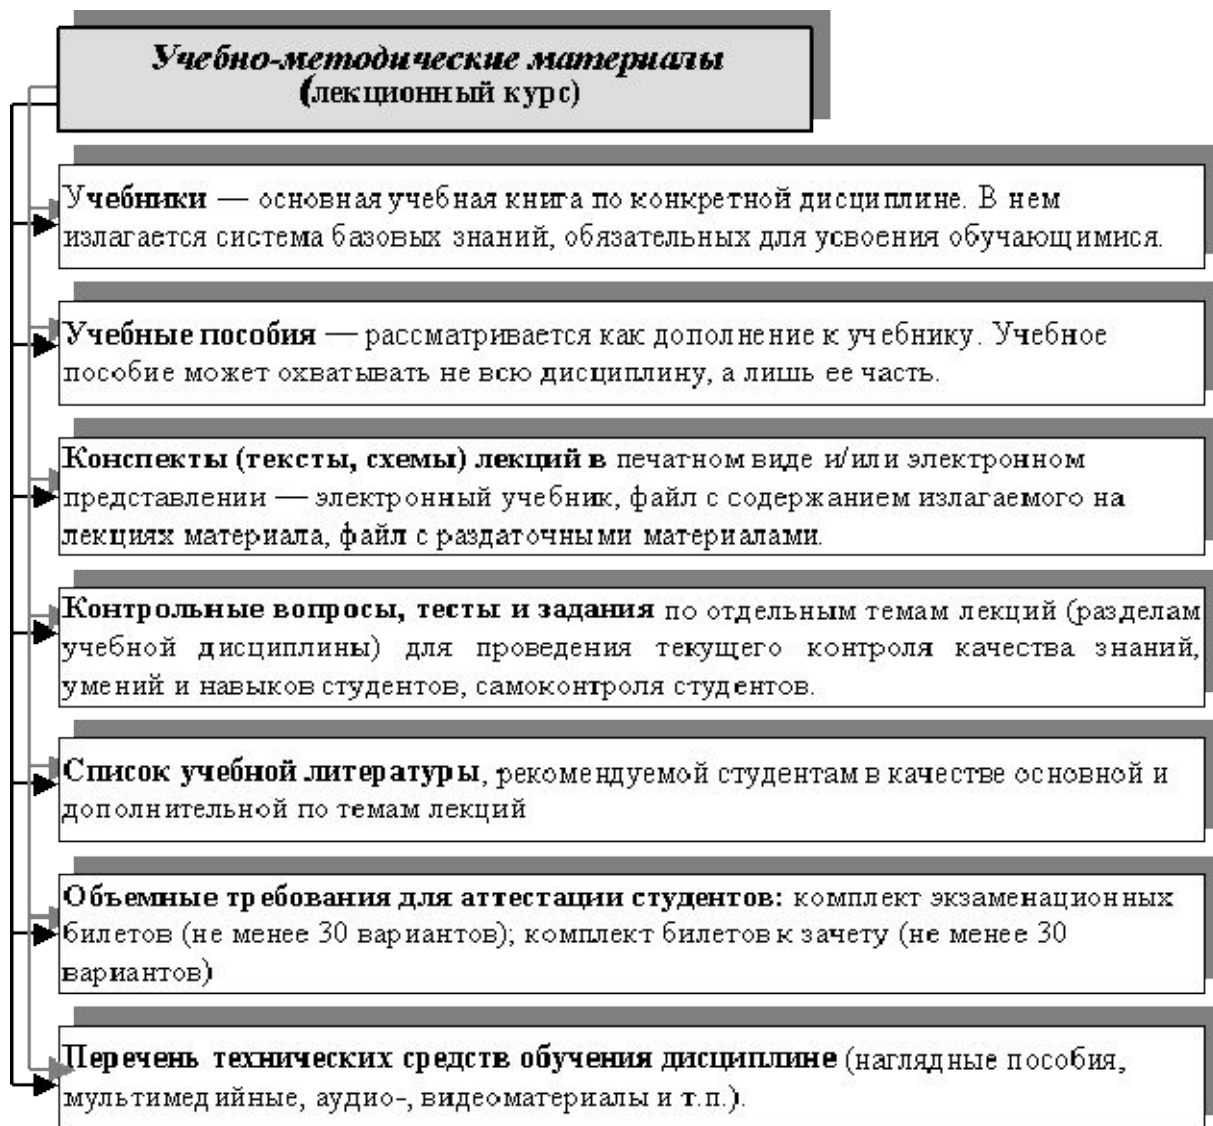 Учебно-методические материалы
(лекционный курс)
Учебники — основная учебная книга по конкретной дисциплине. В нем
излагается система базовых знаний, обязательных для усвоения обучающимися.
Учебные пособия — рассматривается как дополнение к учебнику. Учебное
пособие может охватывать не всю дисциплину, а лишь ее часть.
Конспекты (тексты, схемы) лекций в печатном виде и/или электронном
представлении — электронный учебник, файл с содержанием излагаемого на
лекциях материала, файл с раздаточными материалами.
Контрольные вопросы, тесты и задания по отдельным темам лекций (разделам
учебной дисциплины) для проведения текущего контроля качества знаний,
умений и навыков студентов, самоконтроля студентов.
Список учебной литературы, рекомендуемой студентам в качестве основной и
дополнительной по темам лекций
Объемные требования для аттестации студентов: комплект экзаменационных
билетов (не менее 30 вариантов); комплект билетов к зачету (не менее 30
вариантов)
Перечень технических средств обучения дисциплине (наглядные пособия,
мультимедийные, аудио-, видеоматериалы и т.п.).